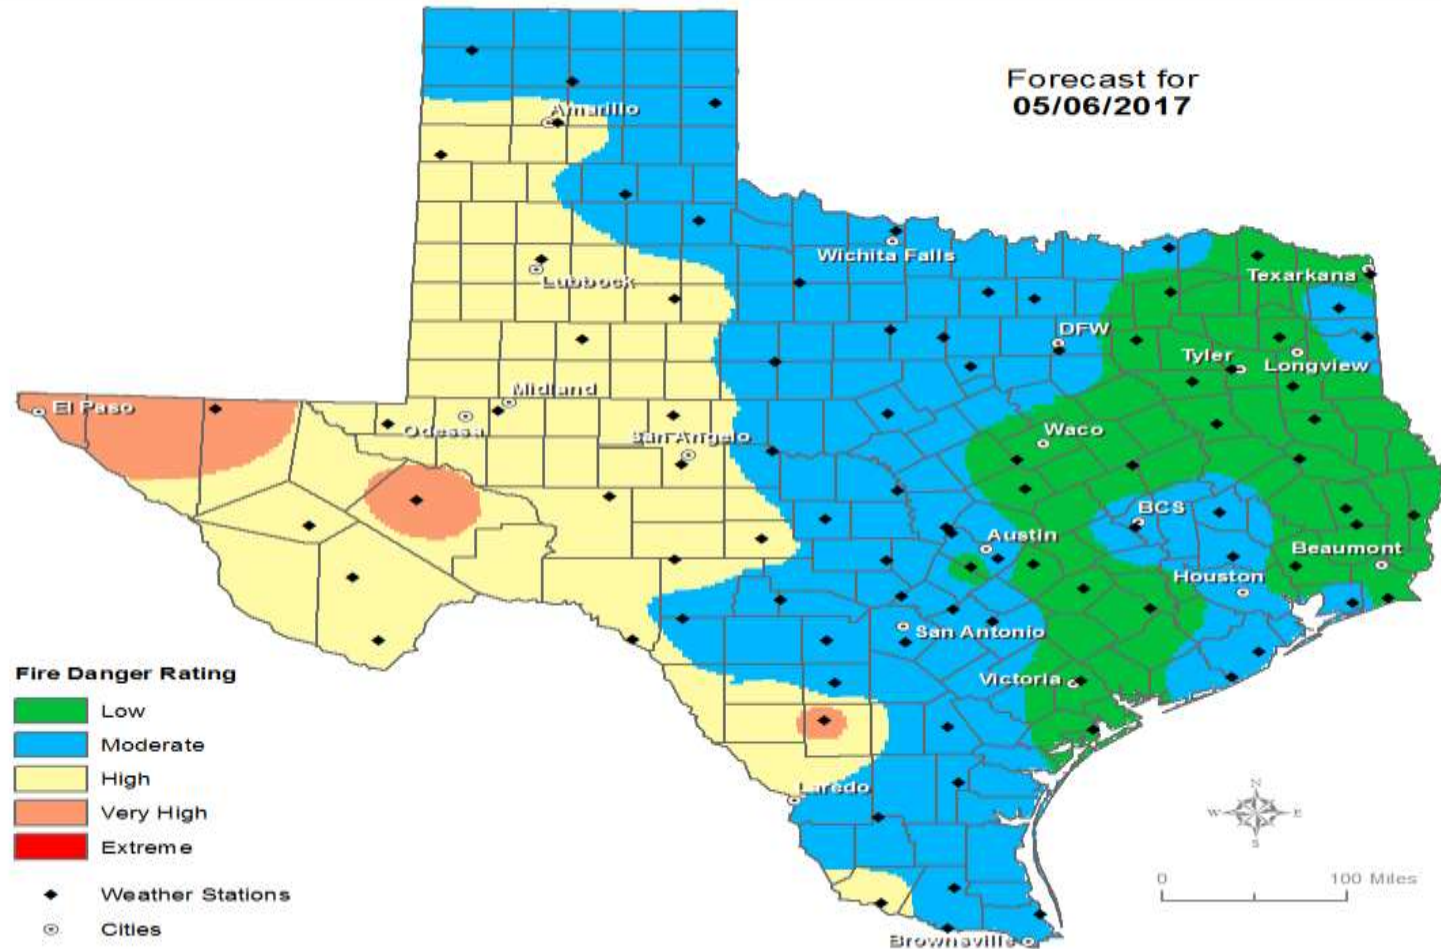 Forecast for
05/06/2017
Amarillo
Wichita Falls
Lubbock
Texarkana
DFW
Tyler
Longview
El Paso
Midland
Odessa
San Angelo
Waco
BCS
Austin
Beaumont
Houston
San Antonio
Victoria
Laredo
Brownsville
Fire Danger Rating
Low
Moderate
High
Very High
Extreme
Weather Stations
Cities
N
W E
S
0 100 Miles